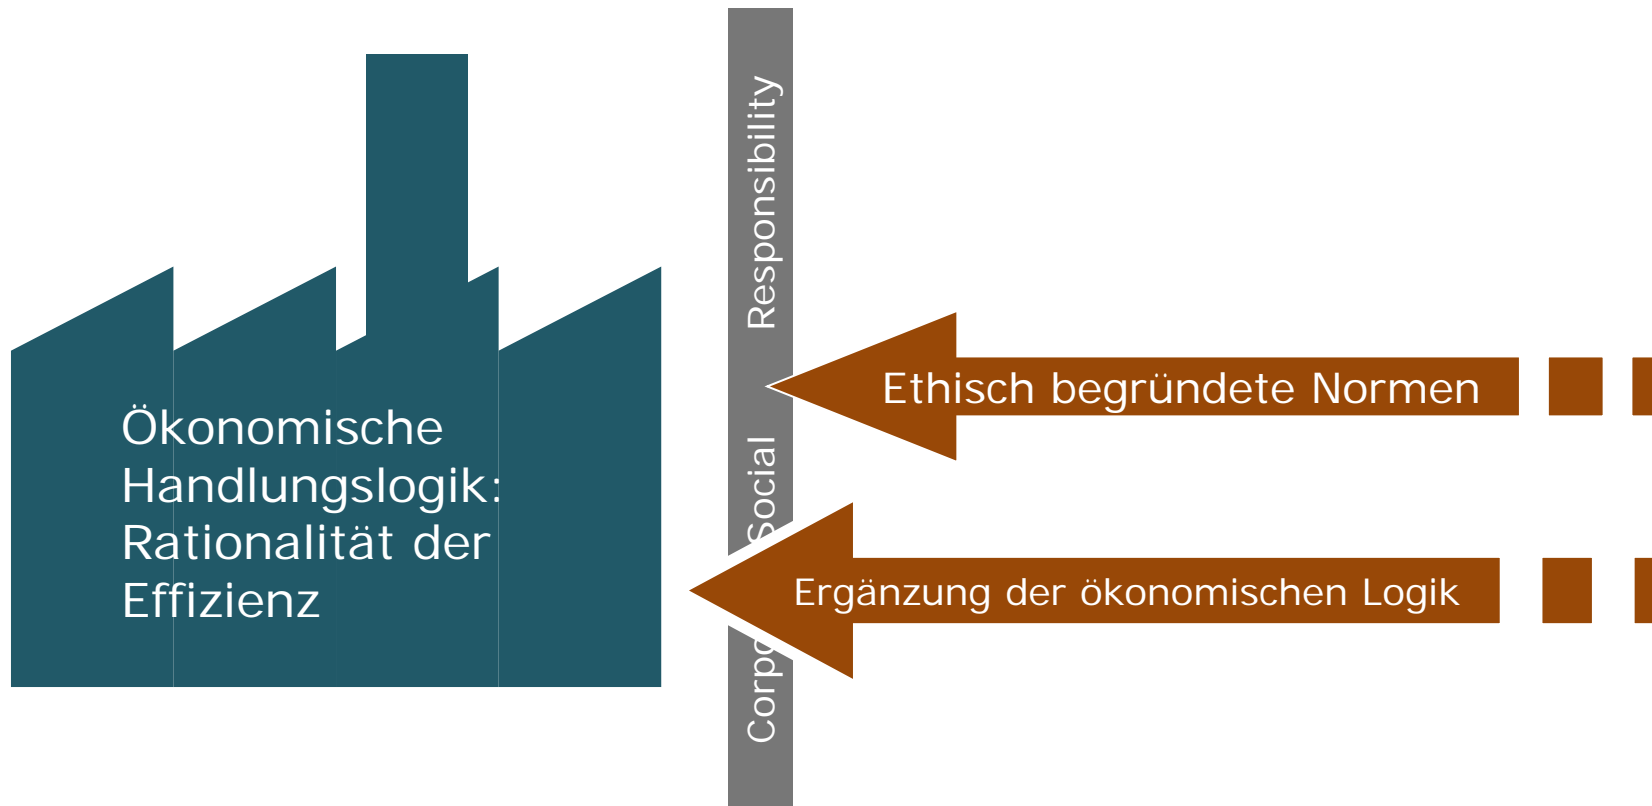 Ökonomische
Handlungslogik:
Rationalität der
Effizienz
Social Responsibility
Ethisch begründete Normen
Ergänzung der ökonomischen Logik